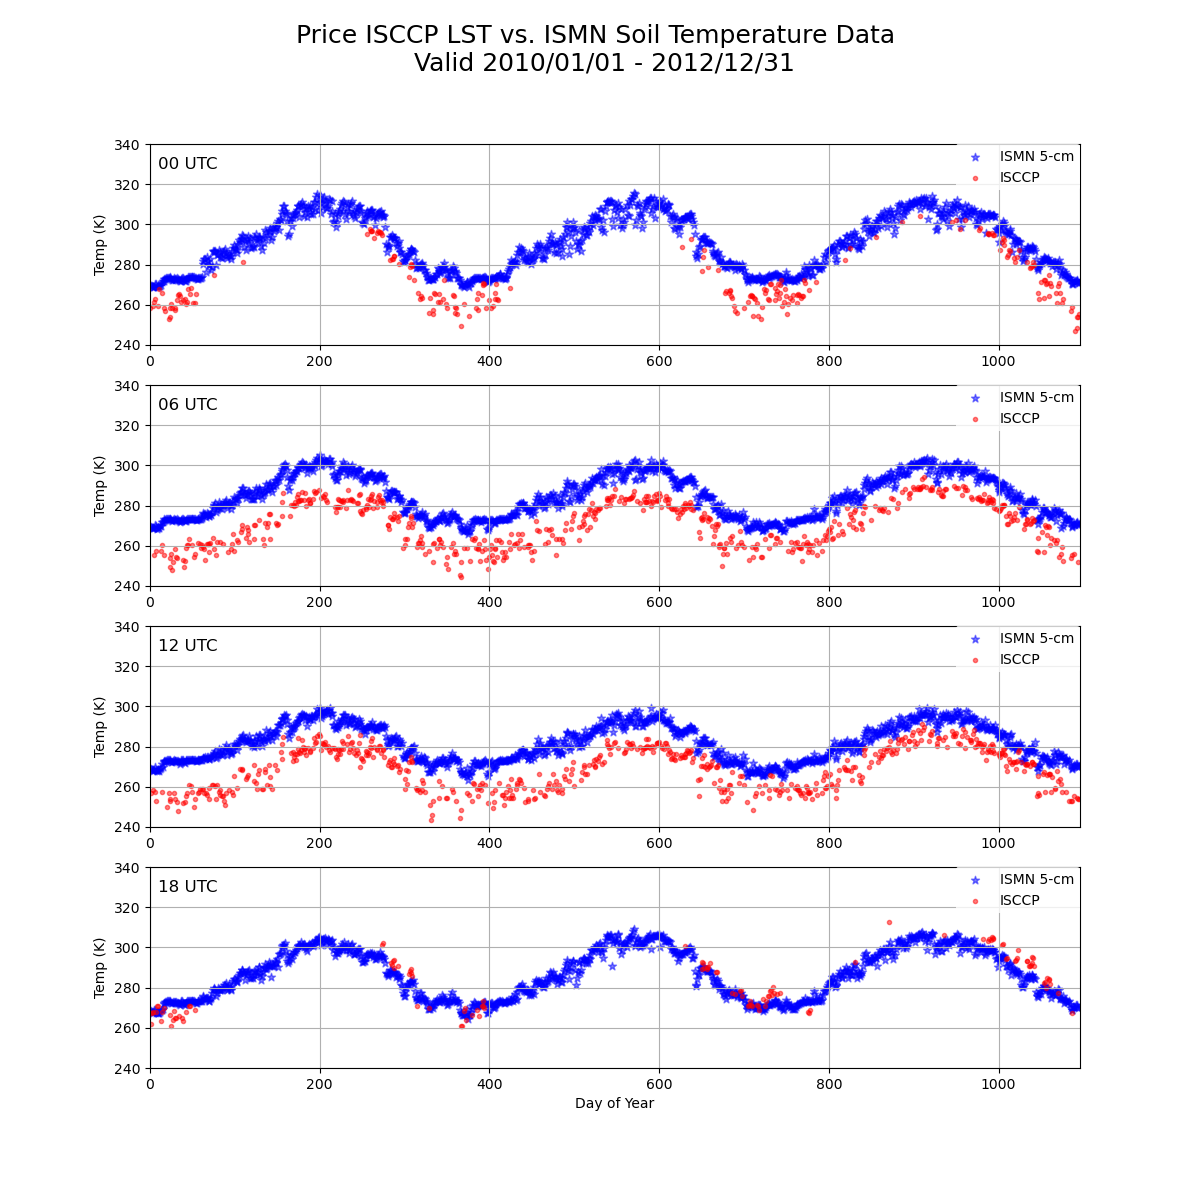 Price ISCCP LST vs. ISMN Soil Temperature Data
Valid 2010/01/01 - 2012/12/31
340
320
300
280
260
240
Temp (K)
00 UTC
ISMN 5-cm
ISCCP
0 200 400 600 800 1000
340
320
300
280
260
240
Temp (K)
06 UTC
ISMN 5-cm
ISCCP
0 200 400 600 800 1000
340
320
300
280
260
240
Temp (K)
12 UTC
ISMN 5-cm
ISCCP
0 200 400 600 800 1000
340
320
300
280
260
240
Temp (K)
18 UTC
ISMN 5-cm
ISCCP
0 200 400 600 800 1000
Day of Year